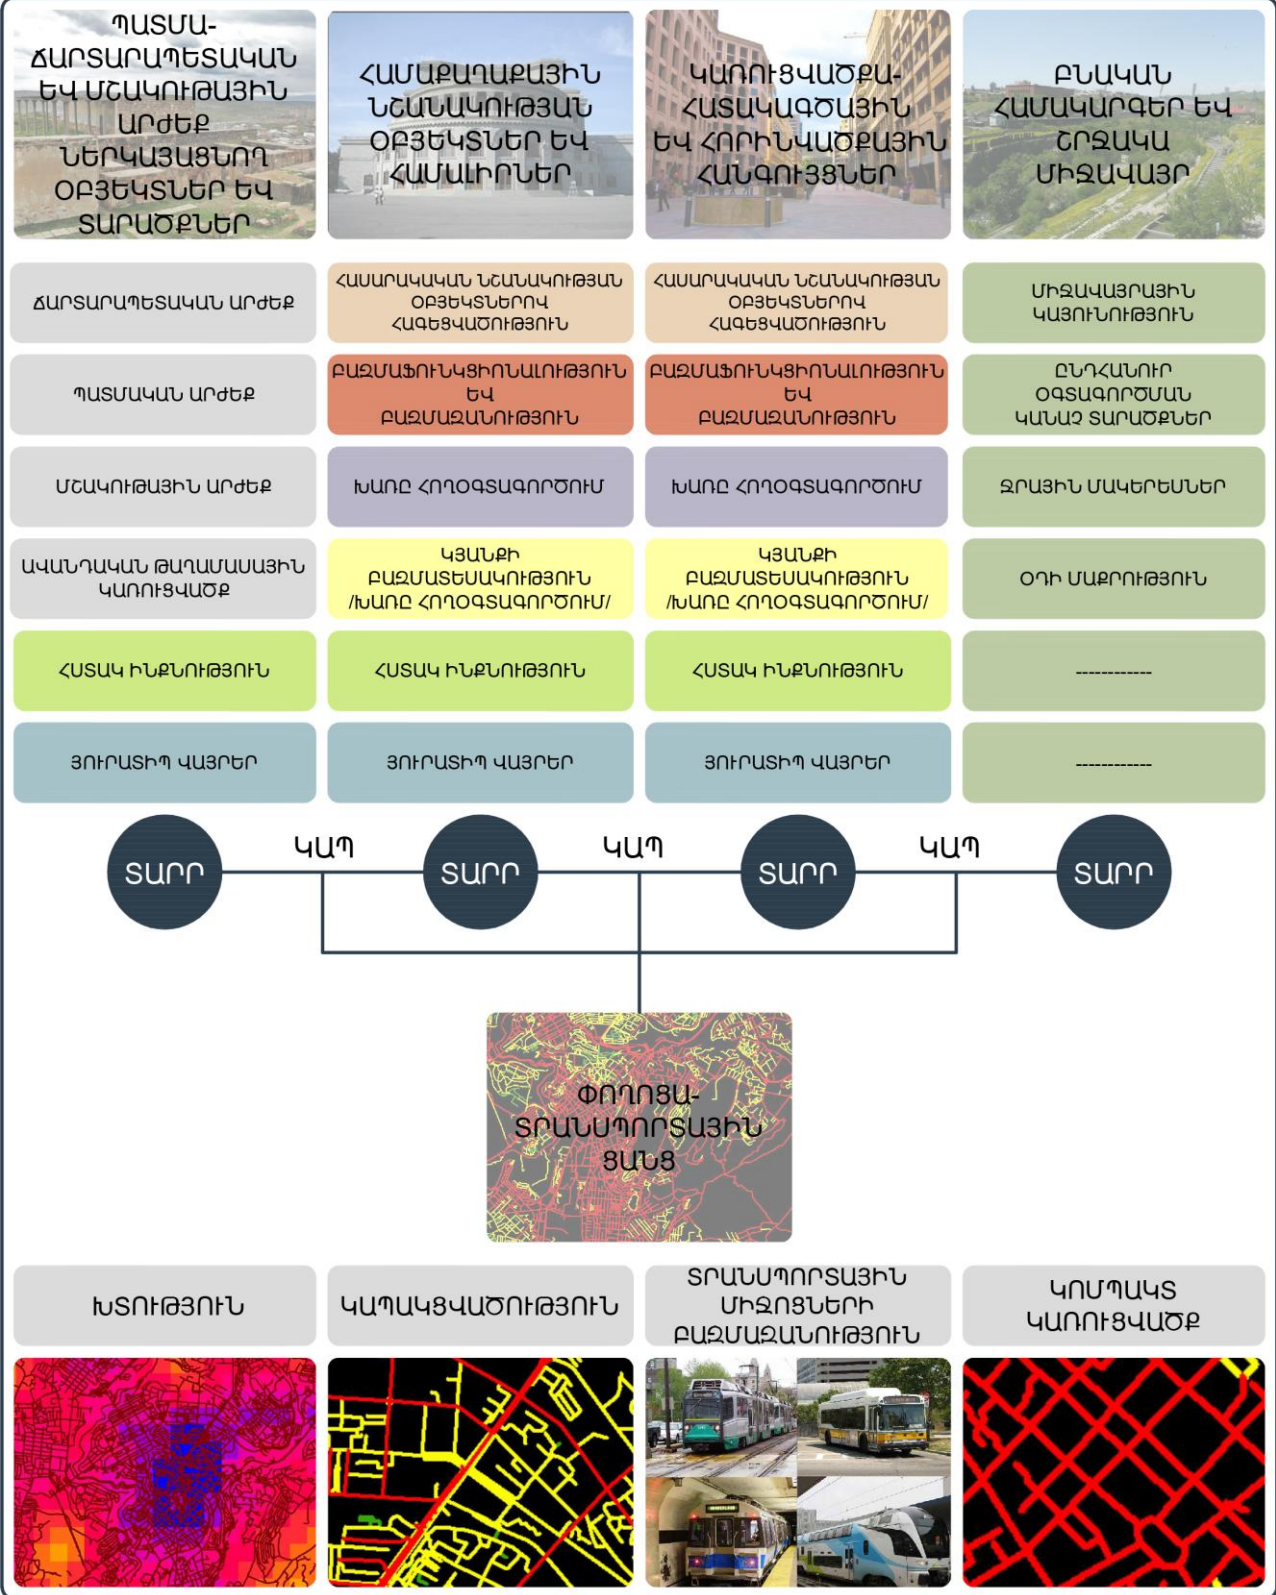 ՊԱՏՄԱ-
ՃԱՐՏԱՐԱՊԵՏԱԿԱՆ
ԵՎ ՄՇԱԿՈՒԹԱՅԻՆ
ԱՐԺԵՔ
ՆԵՐԿԱՅԱՑՆՈՂ
ՕԲՅԵԿՏՆԵՐ ԵՎ
ՏԱՐԱԾՔՆԵՐ
ՀԱՄԱՔԱՂԱՔԱՅԻՆ
ՆՇԱՆԱԿՈՒԹՅԱՆ
ՕԲՅԵԿՏՆԵՐ ԵՎ
ՀԱՄԱԼԻՐՆԵՐ
ԿԱՌՈՒՑՎԱԾՔԱ-
ՀԱՏԱԿԱԳԾԱՅԻՆ
ԵՎ ՀՈՐԻՆՎԱԾՔԱՅԻՆ
ՀԱՆԳՈՒՅՑՆԵՐ
ԲՆԱԿԱՆ
ՀԱՄԱԿԱՐԳԵՐ ԵՎ
ՇՐՋԱԿԱ
ՄԻՋԱՎԱՅՐ
ՃԱՐՏԱՐԱՊԵՏԱԿԱՆ ԱՐԺԵՔ
ՀԱՍԱՐԱԿԱԿԱՆ ՆՇԱՆԱԿՈՒԹՅԱՆ
ՕԲՅԵԿՏՆԵՐՈՎ
ՀԱԳԵՑՎԱԾՈՒԹՅՈՒՆ
ՀԱՍԱՐԱԿԱԿԱՆ ՆՇԱՆԱԿՈՒԹՅԱՆ
ՕԲՅԵԿՏՆԵՐՈՎ
ՀԱԳԵՑՎԱԾՈՒԹՅՈՒՆ
ՄԻՋԱՎԱՅՐԱՅԻՆ
ԿԱՅՈՒՆՈՒԹՅՈՒՆ
ՊԱՏՄԱԿԱՆ ԱՐԺԵՔ
ԲԱԶՄԱՖՈՒՆԿՑԻՈՆԱԼՈՒԹՅՈՒՆ
ԵՎ
ԲԱԶՄԱԶԱՆՈՒԹՅՈՒՆ
ԲԱԶՄԱՖՈՒՆԿՑԻՈՆԱԼՈՒԹՅՈՒՆ
ԵՎ
ԲԱԶՄԱԶԱՆՈՒԹՅՈՒՆ
ԸՆԴՀԱՆՈՒՐ
ՕԳՏԱԳՈՐԾՄԱՆ
ԿԱՆԱՉ ՏԱՐԱԾՔՆԵՐ
ՄՇԱԿՈՒԹԱՅԻՆ ԱՐԺԵՔ
ԽԱՌԸ ՀՈՂՕԳՏԱԳՈՐԾՈՒՄ
ԽԱՌԸ ՀՈՂՕԳՏԱԳՈՐԾՈՒՄ
ՋՐԱՅԻՆ ՄԱԿԵՐԵՍՆԵՐ
ԱՎԱՆԴԱԿԱՆ ԹԱՂԱՄԱՍԱՅԻՆ
ԿԱՌՈՒՑՎԱԾՔ
ԿՅԱՆՔԻ
ԲԱԶՄԱՏԵՍԱԿՈՒԹՅՈՒՆ
/ԽԱՌԸ ՀՈՂՕԳՏԱԳՈՐԾՈՒՄ/
ԿՅԱՆՔԻ
ԲԱԶՄԱՏԵՍԱԿՈՒԹՅՈՒՆ
/ԽԱՌԸ ՀՈՂՕԳՏԱԳՈՐԾՈՒՄ/
ՕԴԻ ՄԱՔՐՈՒԹՅՈՒՆ
ՀՍՏԱԿ ԻՆՔՆՈՒԹՅՈՒՆ
ՀՍՏԱԿ ԻՆՔՆՈՒԹՅՈՒՆ
ՀՍՏԱԿ ԻՆՔՆՈՒԹՅՈՒՆ
------------
ՅՈՒՐԱՏԻՊ ՎԱՅՐԵՐ
ՅՈՒՐԱՏԻՊ ՎԱՅՐԵՐ
ՅՈՒՐԱՏԻՊ ՎԱՅՐԵՐ
------------
ՏԱՐՐ
ԿԱՊ
ՏԱՐՐ
ԿԱՊ
ՏԱՐՐ
ԿԱՊ
ՏԱՐՐ
ՓՈՂՈՑԱ-
ՏՐԱՆՍՊՈՐՏԱՅԻՆ
ՑԱՆՑ
ԽՏՈՒԹՅՈՒՆ
ԿԱՊԱԿՑՎԱԾՈՒԹՅՈՒՆ
ՏՐԱՆՍՊՈՐՏԱՅԻՆ
ՄԻՋՈՑՆԵՐԻ
ԲԱԶՄԱԶԱՆՈՒԹՅՈՒՆ
ԿՈՄՊԱԿՏ
ԿԱՌՈՒՑՎԱԾՔ